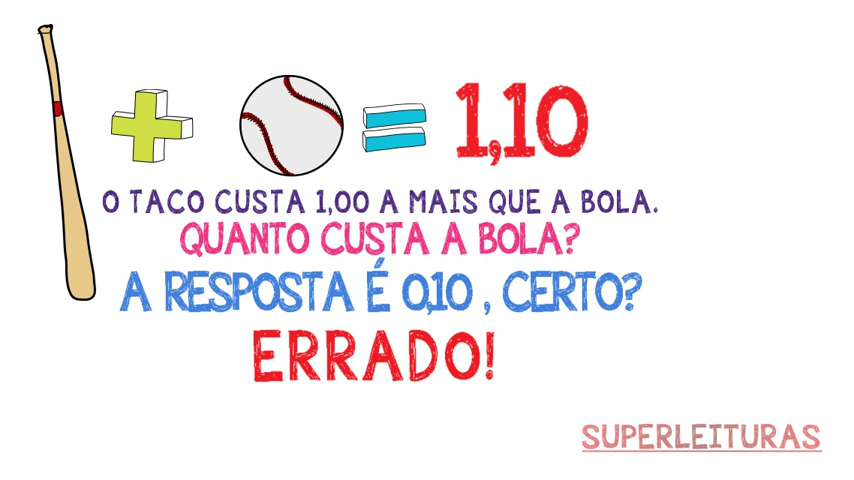 1,10
O TACO CUSTA 1,00 A MAIS QUE A BOLA.
QUANTO CUSTA A BOLA?
A RESPOSTA É 0,10 , CERTO?
ERRADO!
SUPERLEITURAS